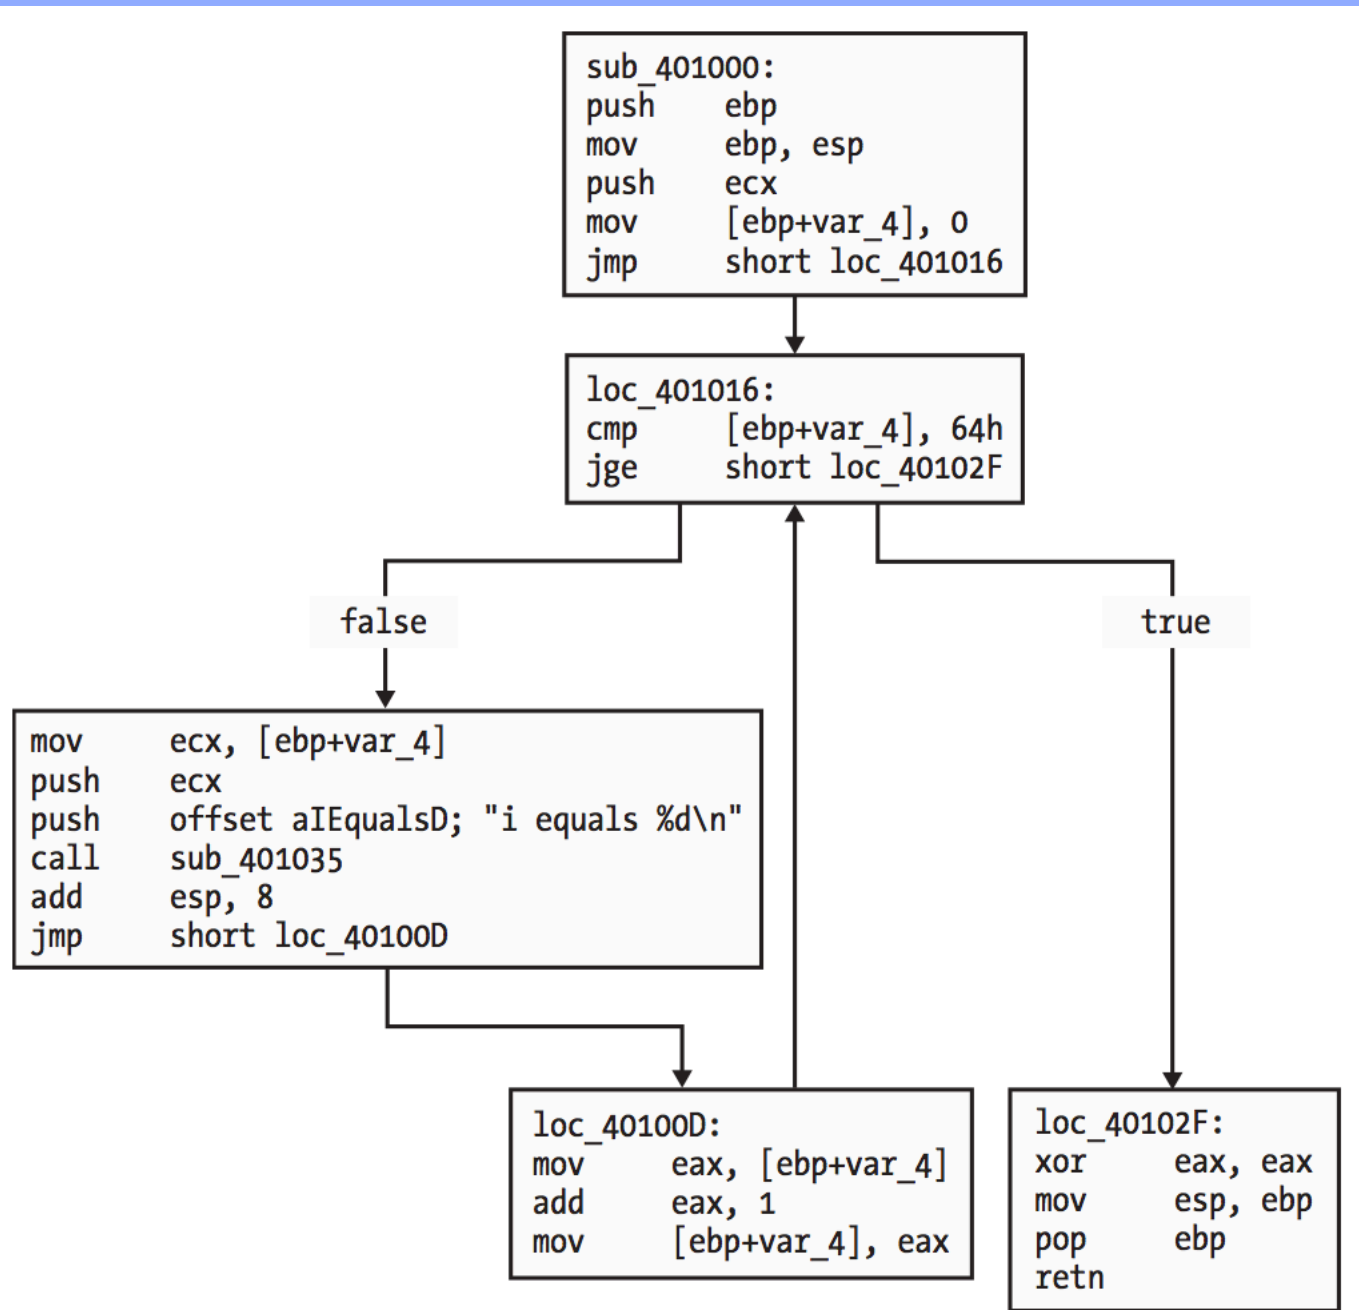 sub_401000:
push ebp
mov ebp, esp
push ecx
mov [ebp+var_4], 0
jmp short loc_401016
loc_401016:
cmp [ebp+var_4], 64h
jge short loc_40102F
false
true
mov ecx, [ebp+var_4]
push ecx
push offset aIEqualsD; "i equals %d\n"
call sub_401035
add esp, 8
jmp short loc_40100D
loc_40100D:
mov eax, [ebp+var_4]
add eax, 1
mov [ebp+var_4], eax
loc_40102F:
xor eax, eax
mov esp, ebp
pop ebp
retn